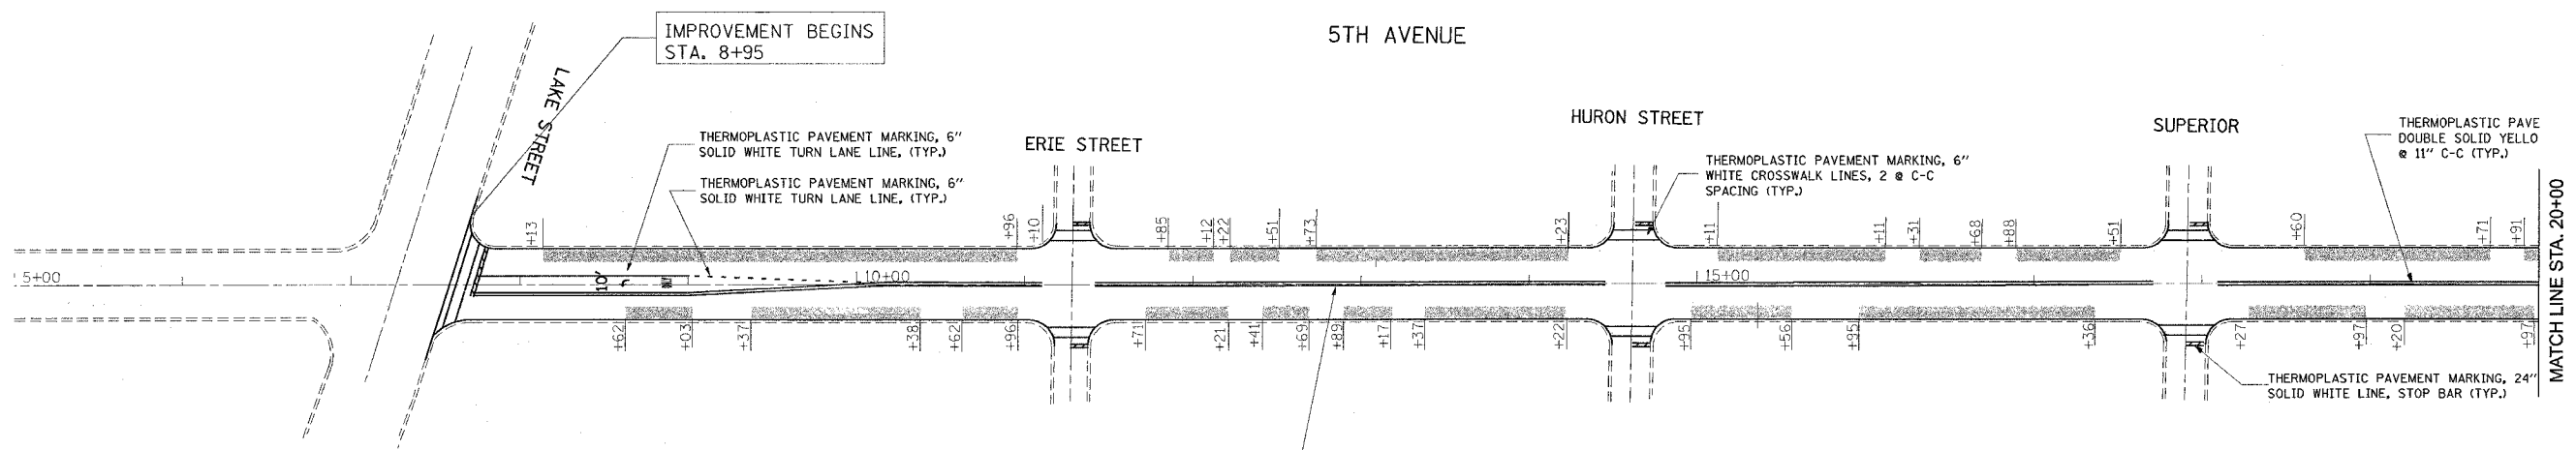 IMPROVEMENT BEGINS
STA. 8+95
5TH AVENUE
LAKE STREET
THERMOPLASTIC PAVEMENT MARKING, 6"
SOLID WHITE TURN LANE LINE, (TYP.)
THERMOPLASTIC PAVEMENT MARKING, 6"
SOLID WHITE TURN LANE LINE, (TYP.)
ERIE STREET
HURON STREET
THERMOPLASTIC PAVEMENT MARKING, 6"
WHITE CROSSWALK LINES, 2 @ C-C
SPACING (TYP.)
SUPERIOR
THERMOPLASTIC PAVE
DOUBLE SOLID YELLO
@ 11" C-C (TYP.)
+13
+96
+10
+85
+12
+22
+51
+73
+23
+11
+11
+31
+68
+88
+51
+60
+71
+91
5+00
10'
10+00
15+00
MATCH LINE STA. 20+00
+62
+03
+37
+38
+62
+96
+71
+21
+41
+69
+89
+17
+37
+22
+95
+56
+95
+36
+27
+97
+20
+97
THERMOPLASTIC PAVEMENT MARKING, 24"
SOLID WHITE LINE, STOP BAR (TYP.)